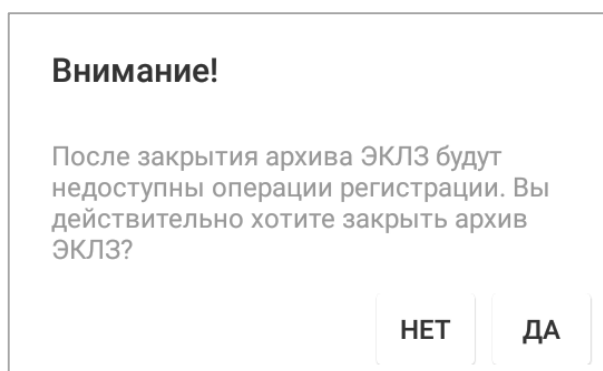 Внимание!
После закрытия архива ЭКЛЗ будут
недоступны операции регистрации. Вы
действительно хотите закрыть архив
ЭКЛЗ?
НЕТ ДА